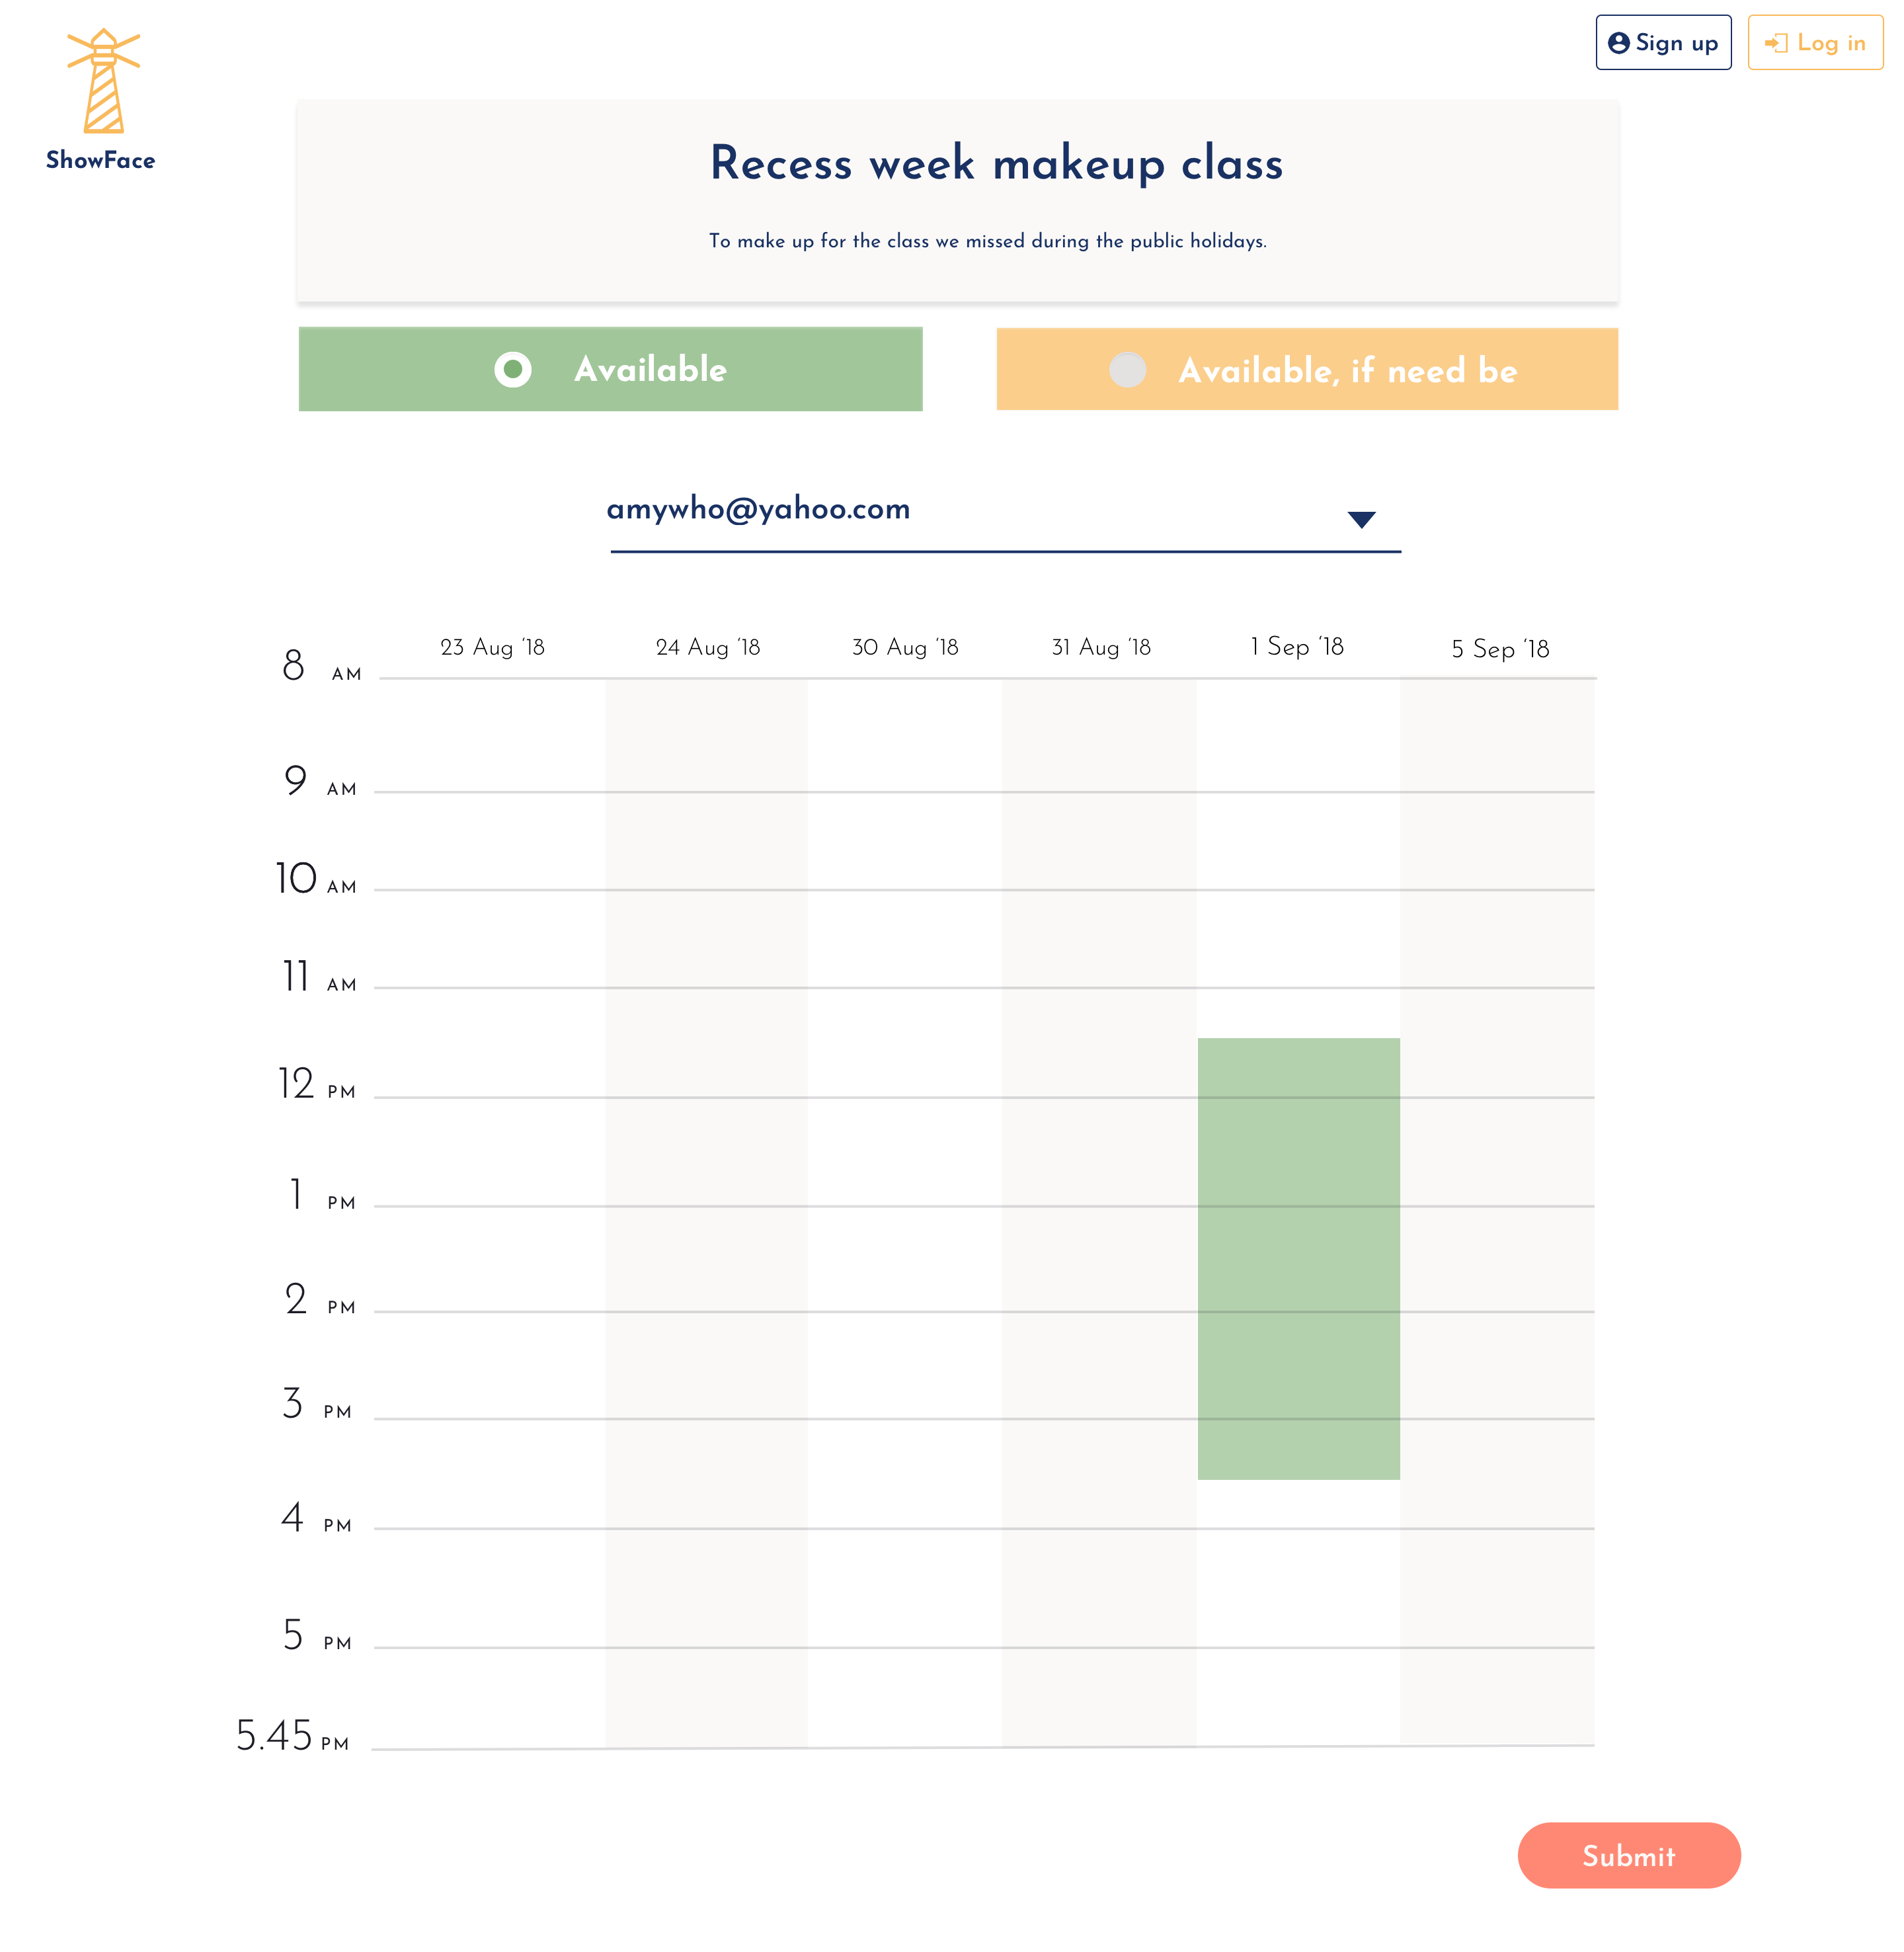 Sign up
Log in
ShowFace
Recess week makeup class
To make up for the class we missed during the public holidays.
Available
Available, if need be
amywho@yahoo.com
23 Aug ‘18
24 Aug ‘18
30 Aug ‘18
31 Aug ‘18
1 Sep ‘18
5 Sep ‘18
8 AM
9 AM
10 AM
11 AM
12 PM
1 PM
2 PM
3 PM
4 PM
5 PM
5.45 PM
Submit